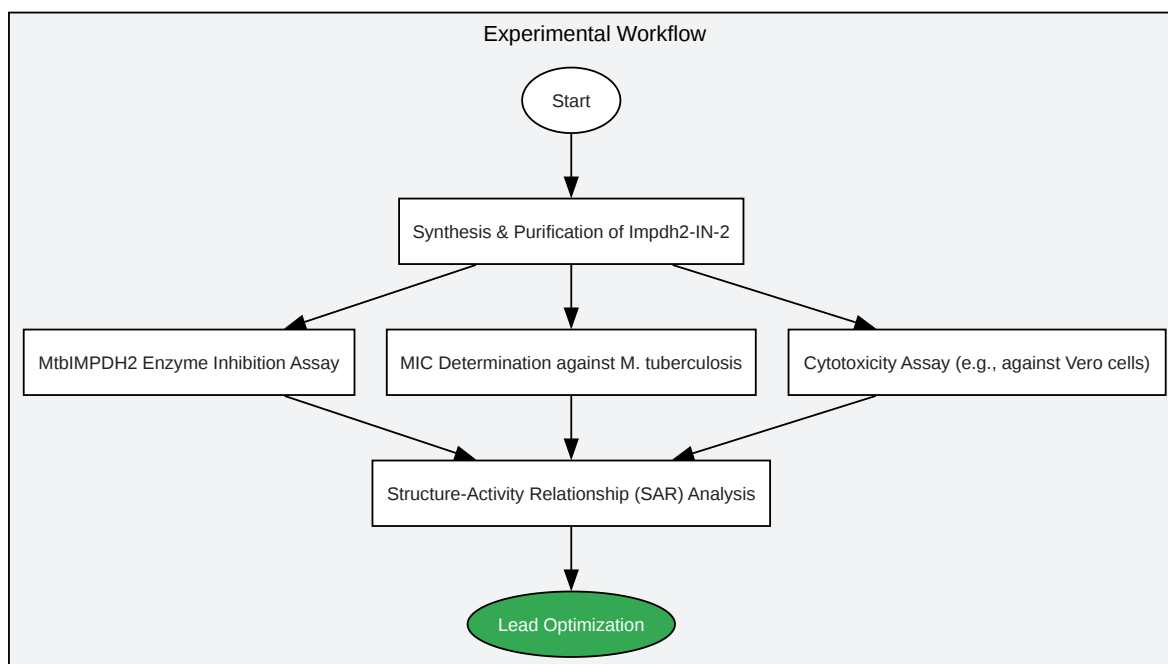 Experimental Workflow
Start
Synthesis & Purification of Impdh2-IN-2
MtbIMPDH2 Enzyme Inhibition Assay
MIC Determination against M. tuberculosis
Cytotoxicity Assay (e.g., against Vero cells)
Structure-Activity Relationship (SAR) Analysis
Lead Optimization